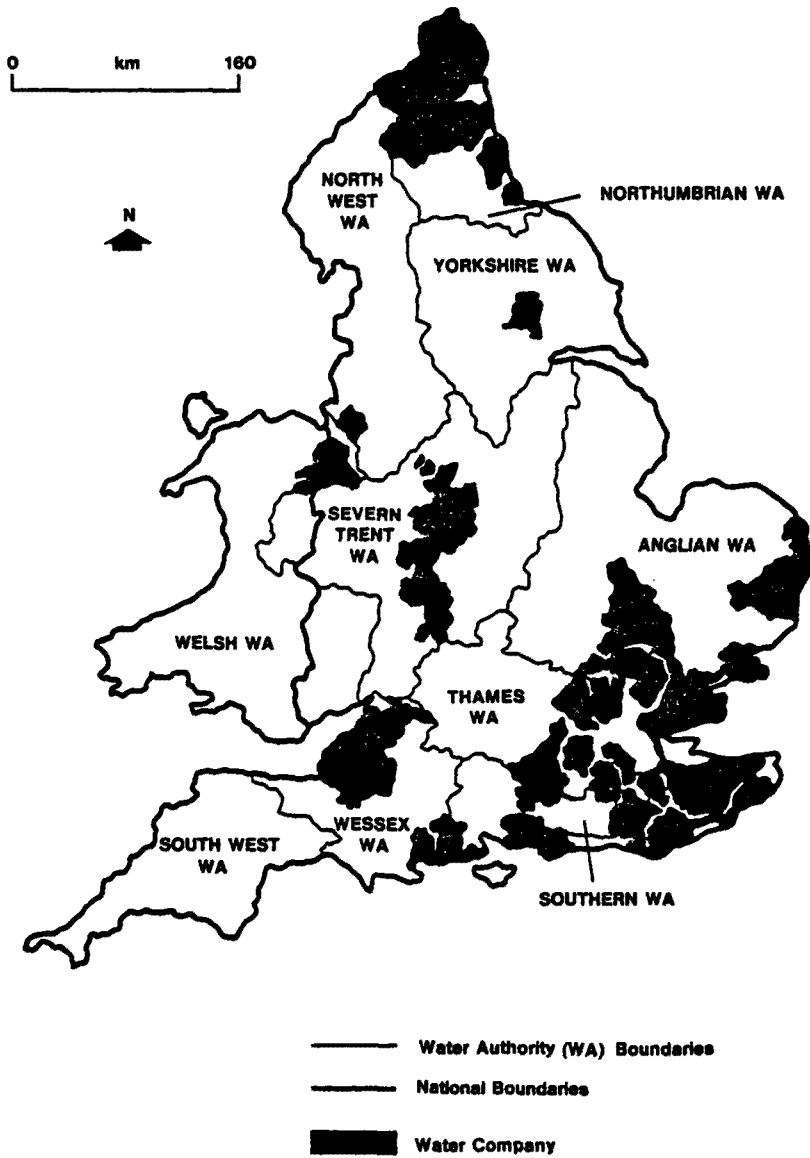 0 km 160
N
NORTH
WEST
WA
NORTHUMBRIAN WA
YORKSHIRE WA
SEVERN
TRENT
WA
ANGLIAN WA
WELSH WA
THAMES
WA
WESSEX
WA
SOUTH WEST
WA
SOUTHERN WA
Water Authority (WA) Boundaries
National Boundaries
Water Company